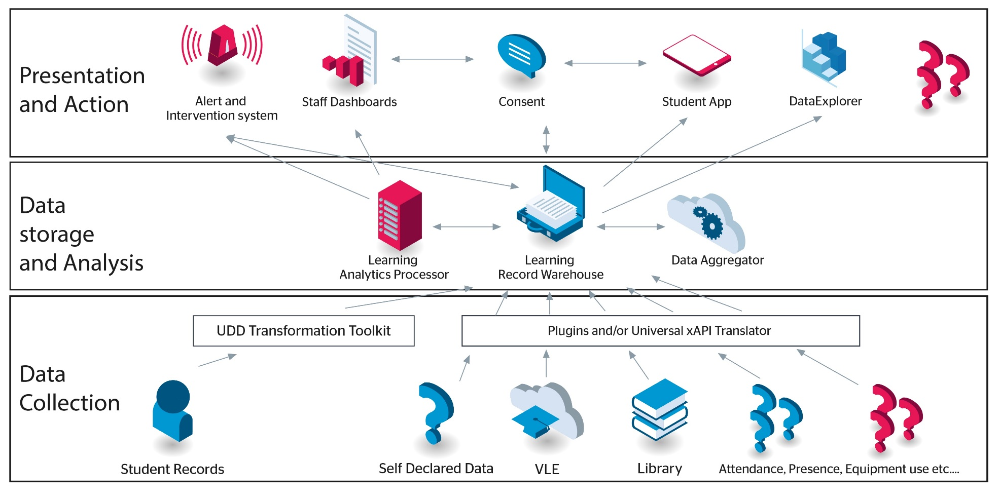 Presentation
and Action
Alert and
Intervention system
Staff Dashboards
Consent
Student App
DataExplorer
Data
storage
and Analysis
Learning
Analytics Processor
Learning
Record Warehouse
Data Aggregator
UDD Transformation Toolkit
Plugins and/or Universal xAPI Translator
Data
Collection
Student Records
Self Declared Data
VLE
Library
Attendance, Presence, Equipment use etc....